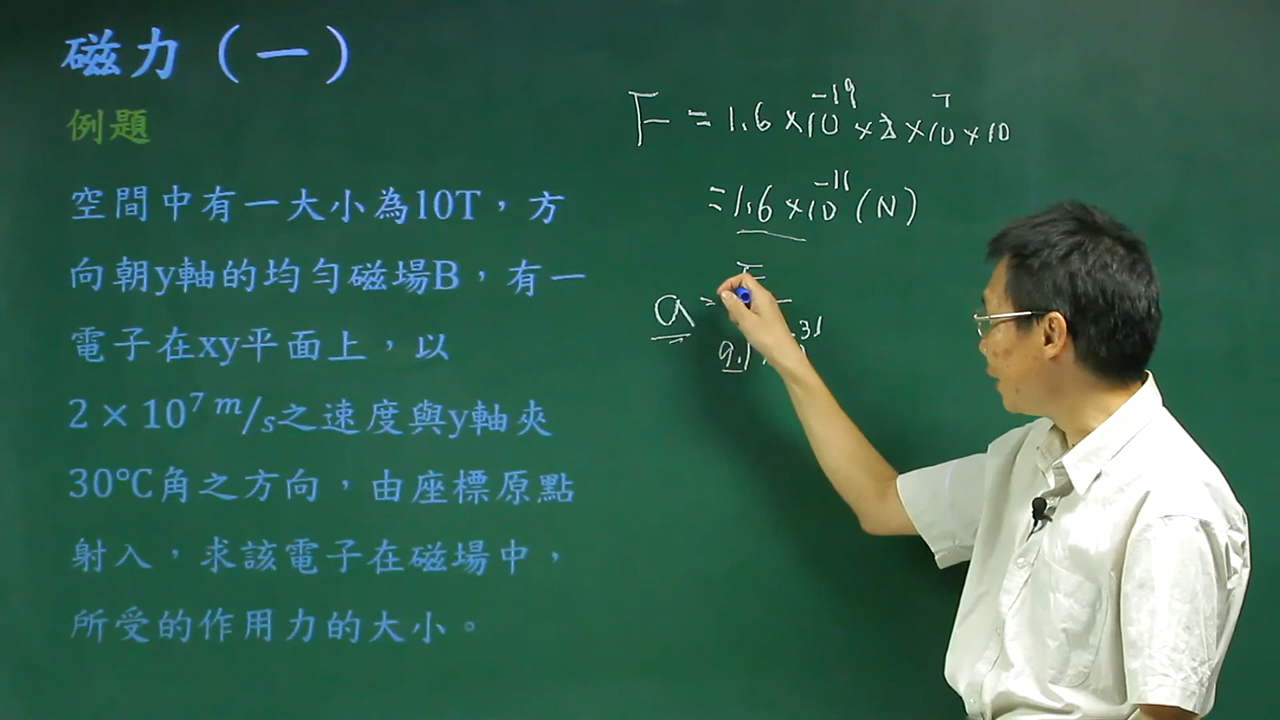 磁力（一）
例題
空間中有一大小為10T，方
向朝y軸的均勻磁場B，有一
電子在xy平面上，以
2 × 10⁷ m/s之速度與y軸夾
30°C角之方向，由座標原點
射入，求該電子在磁場中，
所受的作用力的大小。
F = 1.6 × 10⁻¹⁹ × 2 × 10⁷ × 10
= 1.6 × 10⁻¹¹ (N)
a =
9.1